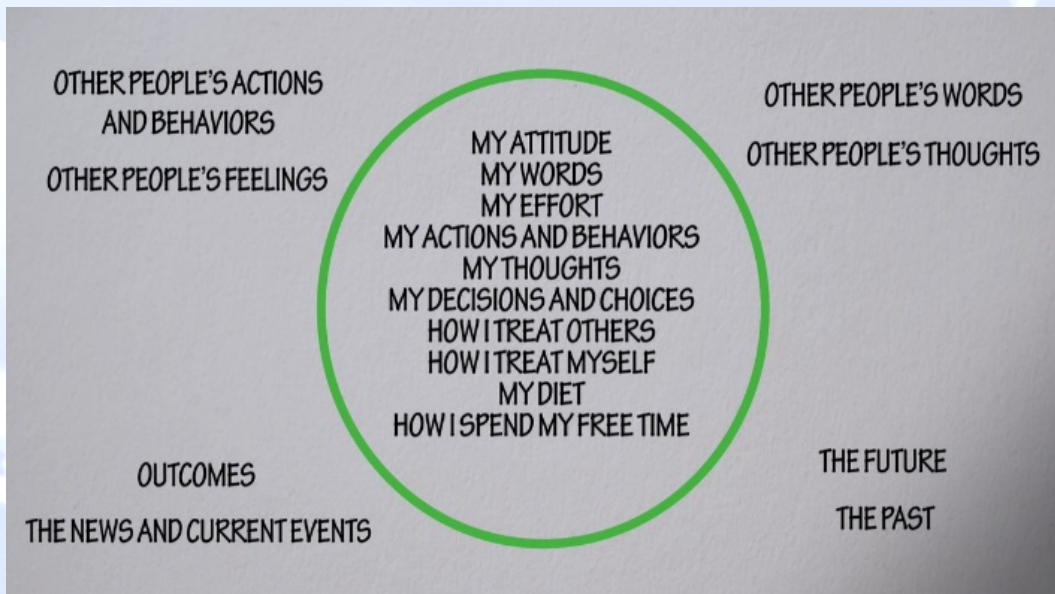 OTHER PEOPLE'S ACTIONS
AND BEHAVIORS
OTHER PEOPLE'S FEELINGS
MY ATTITUDE
MY WORDS
MY EFFORT
MY ACTIONS AND BEHAVIORS
MY THOUGHTS
MY DECISIONS AND CHOICES
HOW I TREAT OTHERS
HOW I TREAT MYSELF
MY DIET
HOW I SPEND MY FREE TIME
OTHER PEOPLE'S WORDS
OTHER PEOPLE'S THOUGHTS
OUTCOMES
THE NEWS AND CURRENT EVENTS
THE FUTURE
THE PAST